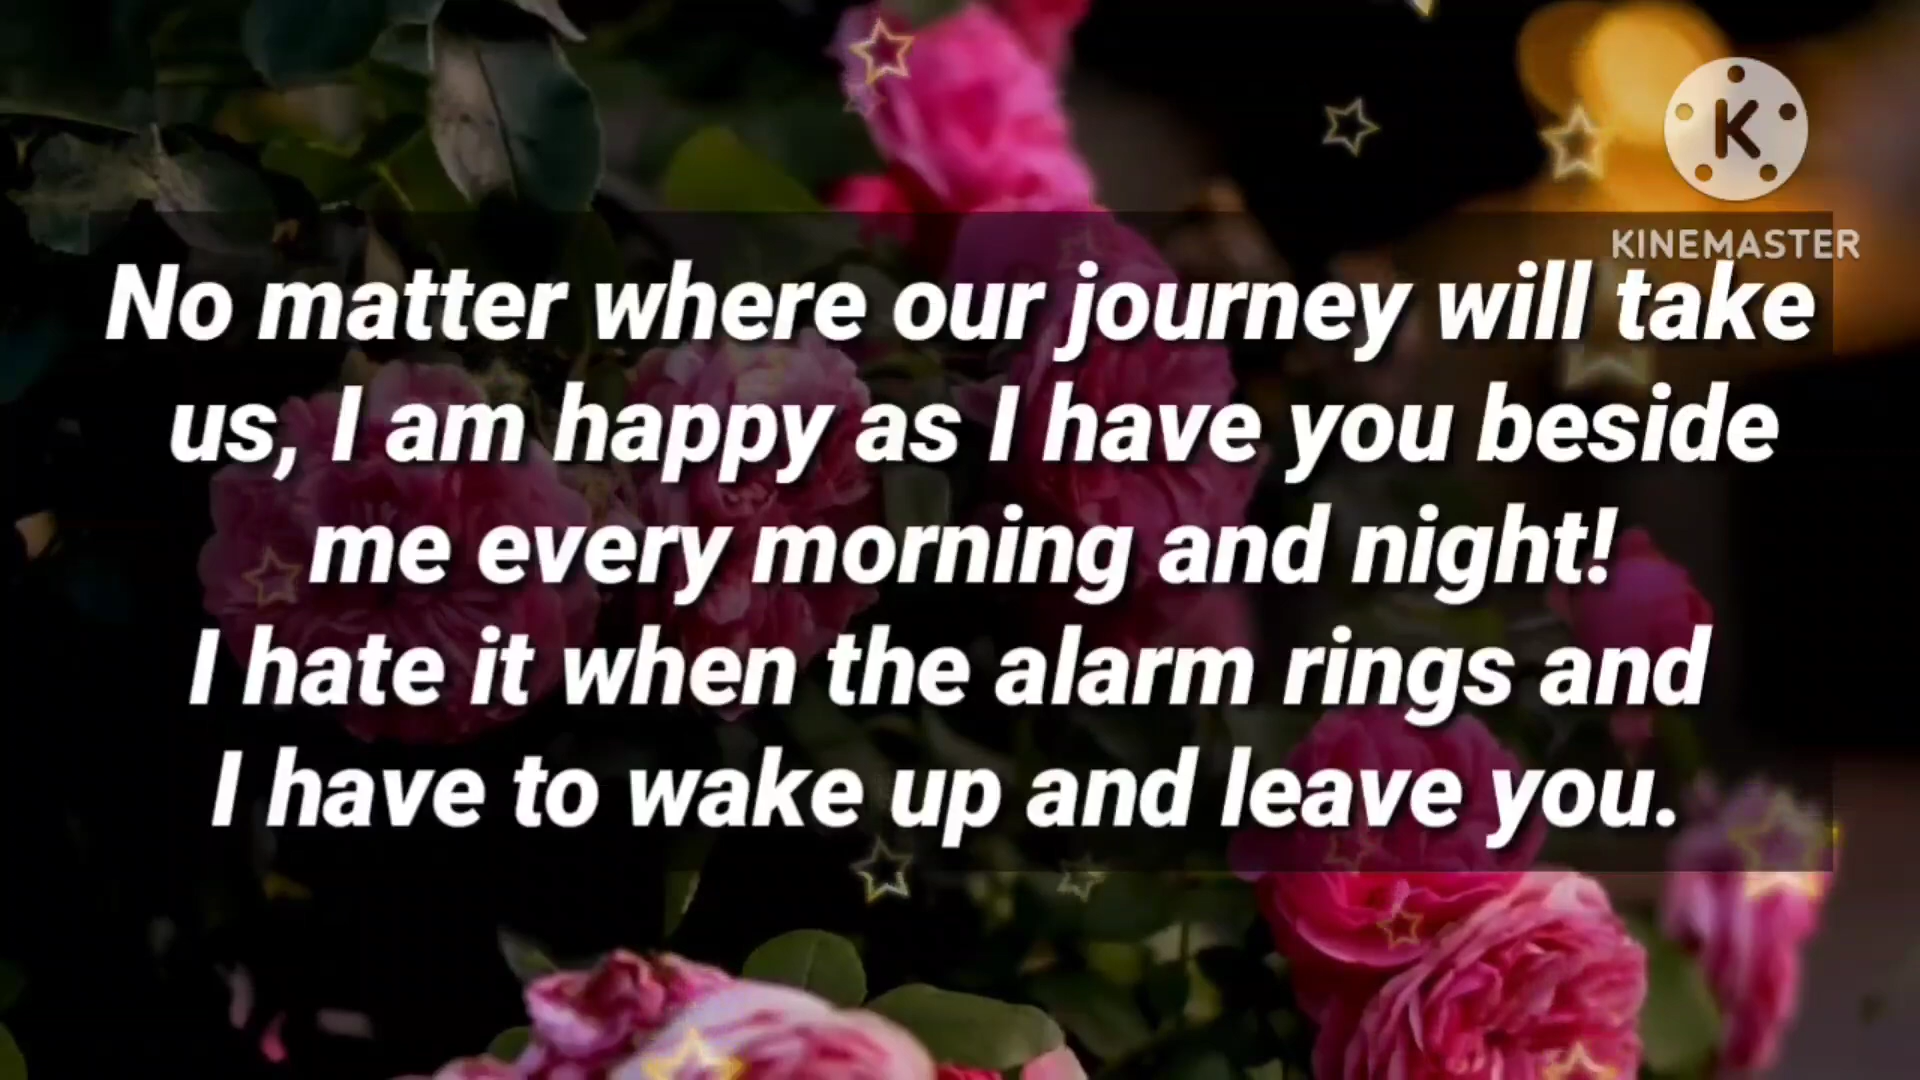 K
KINEMASTER
No matter where our journey will take
us, I am happy as I have you beside
me every morning and night!
I hate it when the alarm rings and
I have to wake up and leave you.